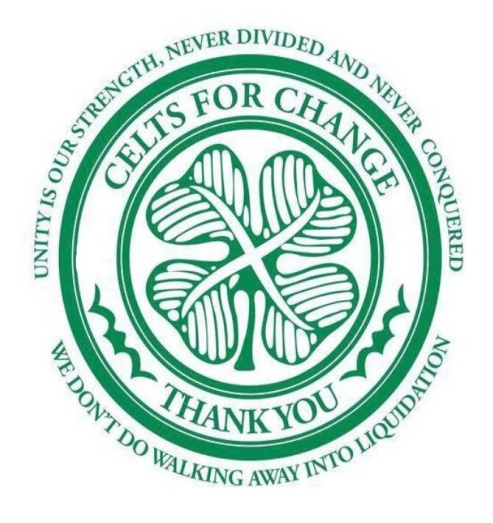 UNITY IS OUR STRENGTH, NEVER DIVIDED AND NEVER CONQUERED
CELTS FOR CHANGE
THANK YOU
WE DON'T DO WALKING AWAY INTO LIQUIDATION